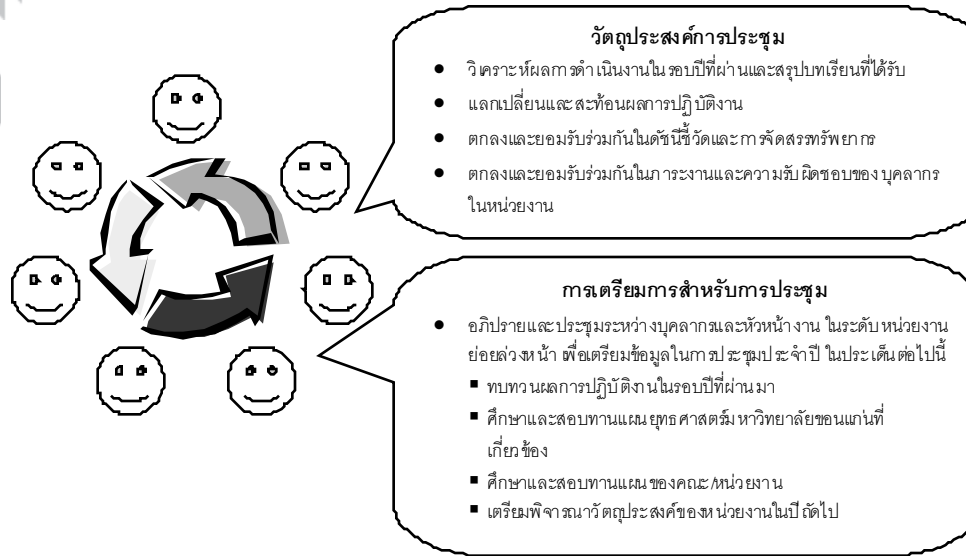 วัตถุประสงค์การประชุม
● วิเคราะห์ผลการดำเนินงานในรอบปีที่ผ่านและสรุปบทเรียนที่ได้รับ
● แลกเปลี่ยนและสะท้อนผลการปฏิบัติงาน
● ตกลงและยอมรับร่วมกันในดัชนีชี้วัดและการจัดสรรทรัพยากร
● ตกลงและยอมรับร่วมกันในภาระงานและความรับผิดชอบของบุคลากร
ในหน่วยงาน
การเตรียมการสำหรับการประชุม
● อภิปรายและประชุมระหว่างบุคลากรและหัวหน้างาน ในระดับหน่วยงาน
ย่อยล่วงหน้า เพื่อเตรียมข้อมูลในการประชุมประจำปี ในประเด็นต่อไปนี้
■ ทบทวนผลการปฏิบัติงานในรอบปีที่ผ่านมา
■ ศึกษาและสอบทานแผนยุทธศาสตร์มหาวิทยาลัยขอนแก่นที่
เกี่ยวข้อง
■ ศึกษาและสอบทานแผนของคณะ/หน่วยงาน
■ เตรียมพิจารณาวัตถุประสงค์ของหน่วยงานในปีถัดไป